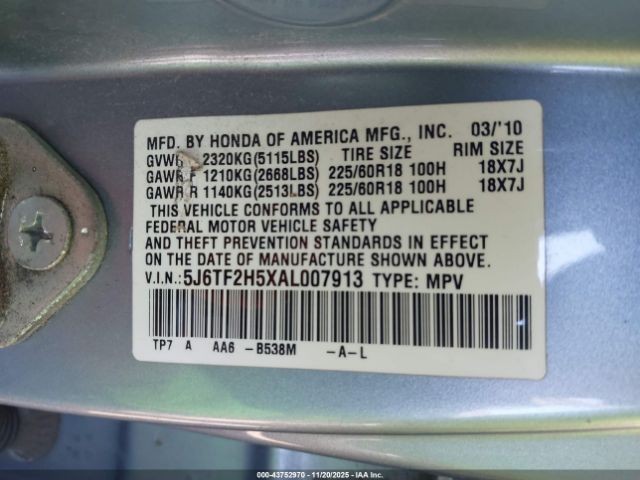 MFD. BY HONDA OF AMERICA MFG., INC. 03/'10
GVWR 2320KG(5115LBS) TIRE SIZE RIM SIZE
GAWR F 1210KG(2668LBS) 225/60R18 100H 18X7J
GAWR R 1140KG(2513LBS) 225/60R18 100H 18X7J
THIS VEHICLE CONFORMS TO ALL APPLICABLE
FEDERAL MOTOR VEHICLE SAFETY
AND THEFT PREVENTION STANDARDS IN EFFECT
ON THE DATE OF MANUFACTURE SHOWN ABOVE.
V.I.N.: 5J6TF2H5XAL007913 TYPE: MPV
TP7 A AA6 -B538M -A-L
© - 43752970 - 11/20/2025 - IAAC